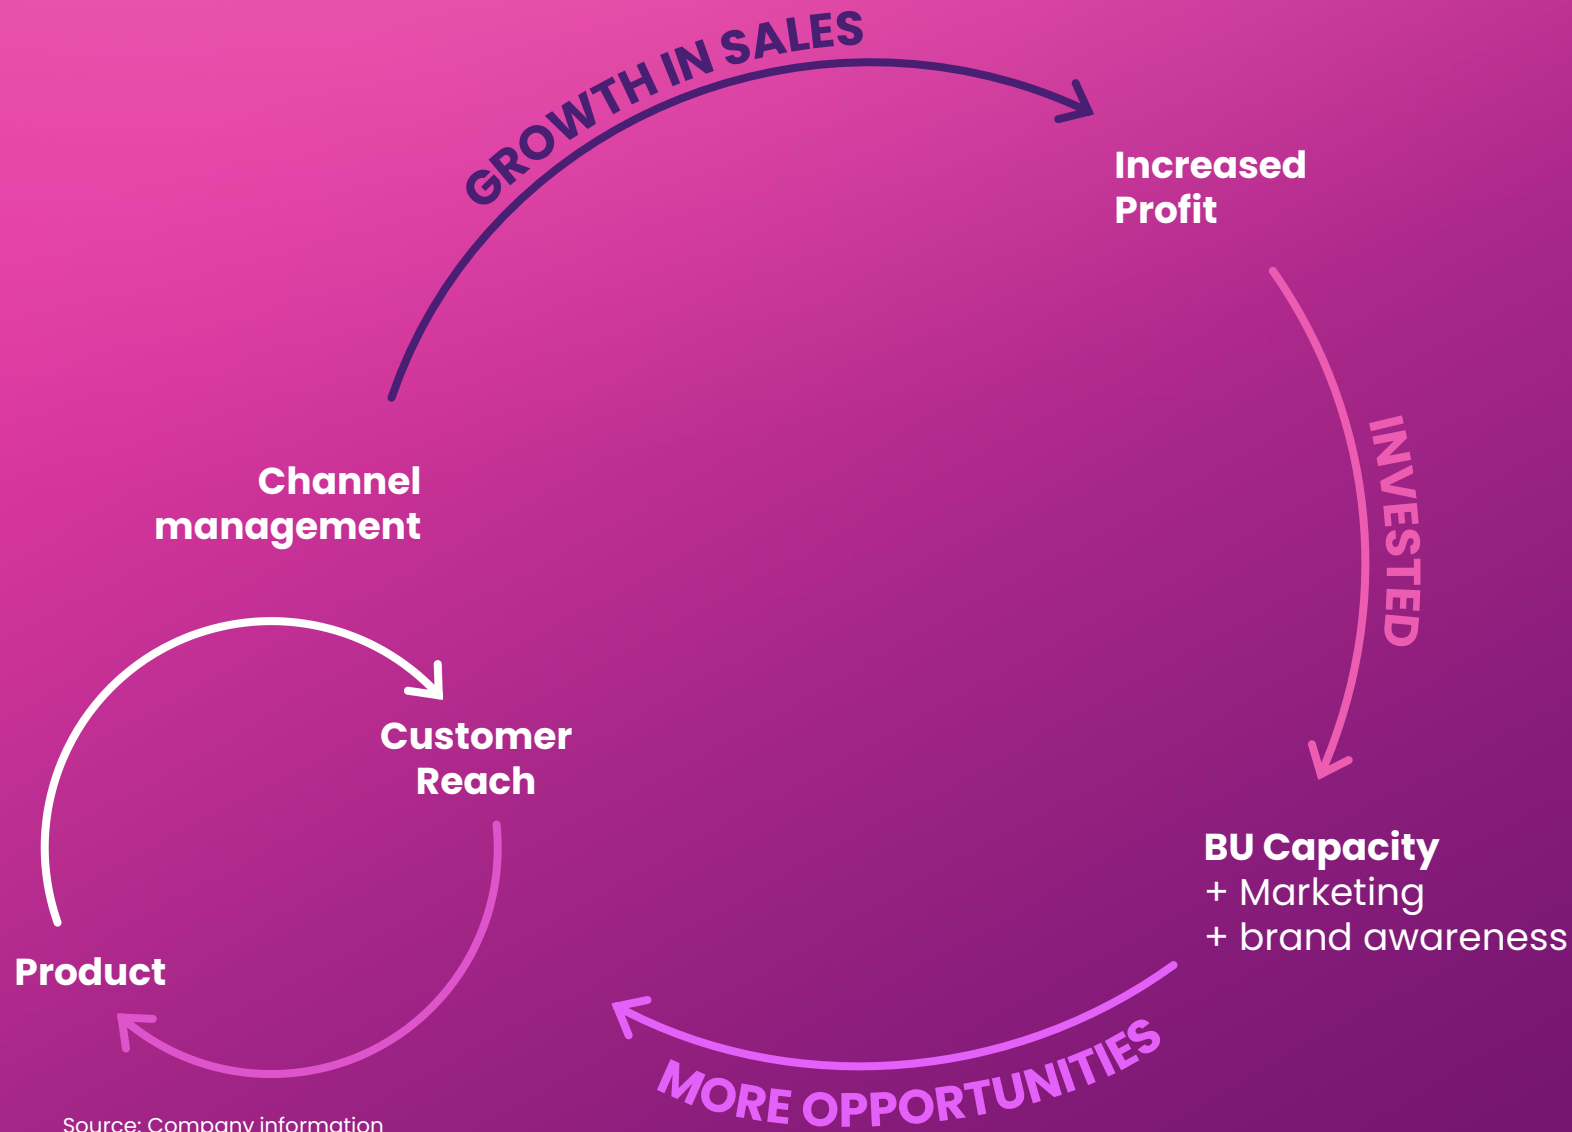 GROWTH IN SALES
Increased
Profit
INVESTED
Channel
management
Customer
Reach
BU Capacity
+ Marketing
+ brand awareness
Product
MORE OPPORTUNITIES
Source: Company information